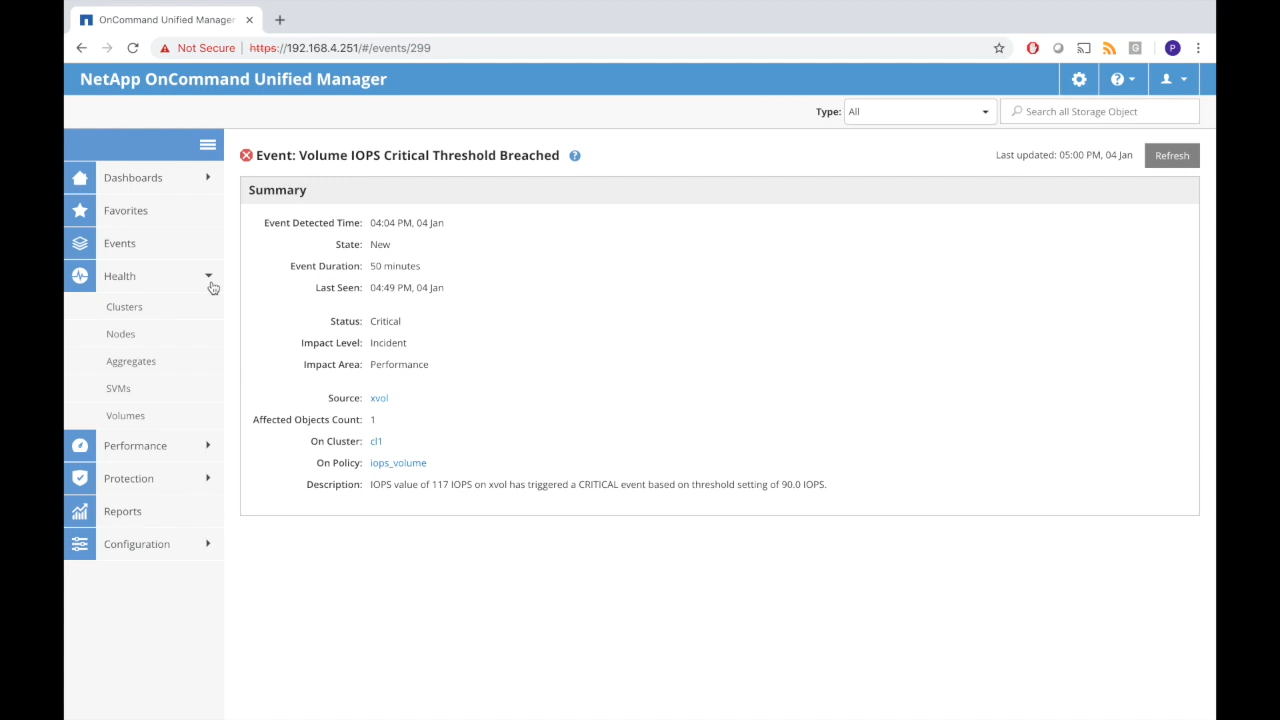 OnCommand Unified Manager
Not Secure | https://192.168.4.251/#/events/299
G
P
NetApp OnCommand Unified Manager
Type: All Search all Storage Object
Event: Volume IOPS Critical Threshold Breached ? Last updated: 05:00 PM, 04 Jan Refresh
Dashboards
Favorites
Events
Health
Clusters
Nodes
Aggregates
SVMs
Volumes
Performance
Protection
Reports
Configuration
Summary
Event Detected Time: 04:04 PM, 04 Jan
State: New
Event Duration: 50 minutes
Last Seen: 04:49 PM, 04 Jan
Status: Critical
Impact Level: Incident
Impact Area: Performance
Source: xvol
Affected Objects Count: 1
On Cluster: cl1
On Policy: iops_volume
Description: IOPS value of 117 IOPS on xvol has triggered a CRITICAL event based on threshold setting of 90.0 IOPS.